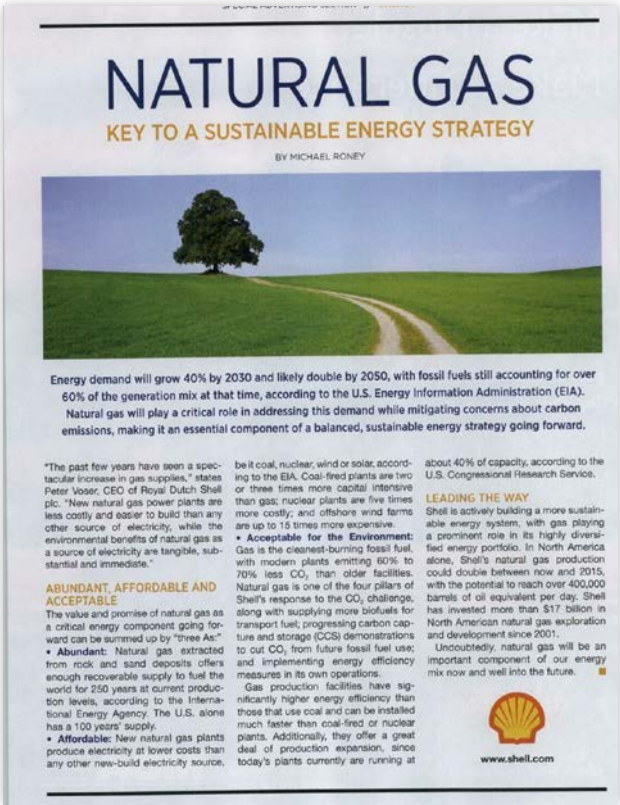 NATURAL GAS
KEY TO A SUSTAINABLE ENERGY STRATEGY
BY MICHAEL RONEY
Energy demand will grow 40% by 2030 and likely double by 2050, with fossil fuels still accounting for over
60% of the generation mix at that time, according to the U.S. Energy Information Administration (EIA).
Natural gas will play a critical role in addressing this demand while mitigating concerns about carbon
emissions, making it an essential component of a balanced, sustainable energy strategy going forward.
"The past few years have seen a spec-
tacular increase in gas supplies," states
Peter Voser, CEO of Royal Dutch Shell
plc. "New natural gas power plants are
less costly and easier to build than any
other source of electricity, while the
environmental benefits of natural gas as
a source of electricity are tangible, sub-
stantial and immediate."
ABUNDANT, AFFORDABLE AND
ACCEPTABLE
The value and promise of natural gas as
a critical energy component going for-
ward can be summed up by "three As:"
• Abundant: Natural gas extracted
from rock and sand deposits offers
enough recoverable supply to fuel the
world for 250 years at current produc-
tion levels, according to the Interna-
tional Energy Agency. The U.S. alone
has a 100 years' supply.
• Affordable: New natural gas plants
produce electricity at lower costs than
any other new-build electricity source,
be it coal, nuclear, wind or solar, accord-
ing to the EIA. Coal-fired plants are two
or three times more capital intensive
than gas; nuclear plants are five times
more costly; and offshore wind farms
are up to 15 times more expensive.
• Acceptable for the Environment:
Gas is the cleanest-burning fossil fuel,
with modern plants emitting 60% to
70% less CO₂ than older facilities.
Natural gas is one of the four pillars of
Shell's response to the CO₂ challenge,
along with supplying more biofuels for
transport fuel; progressing carbon cap-
ture and storage (CCS) demonstrations
to cut CO₂ from future fossil fuel use;
and implementing energy efficiency
measures in its own operations.
Gas production facilities have sig-
nificantly higher energy efficiency than
those that use coal and can be installed
much faster than coal-fired or nuclear
plants. Additionally, they offer a great
deal of production expansion, since
today's plants currently are running at
about 40% of capacity, according to the
U.S. Congressional Research Service.
LEADING THE WAY
Shell is actively building a more sustain-
able energy system, with gas playing
a prominent role in its highly diversi-
fied energy portfolio. In North America
alone, Shell's natural gas production
could double between now and 2015,
with the potential to reach over 400,000
barrels of oil equivalent per day. Shell
has invested more than $17 billion in
North American natural gas exploration
and development since 2001.
Undoubtedly, natural gas will be an
important component of our energy
mix now and well into the future.
www.shell.com